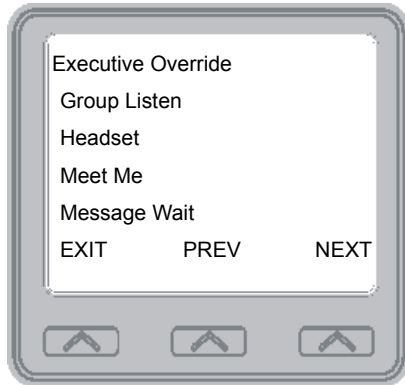 Executive Override
Group Listen
Headset
Meet Me
Message Wait
EXIT PREV NEXT